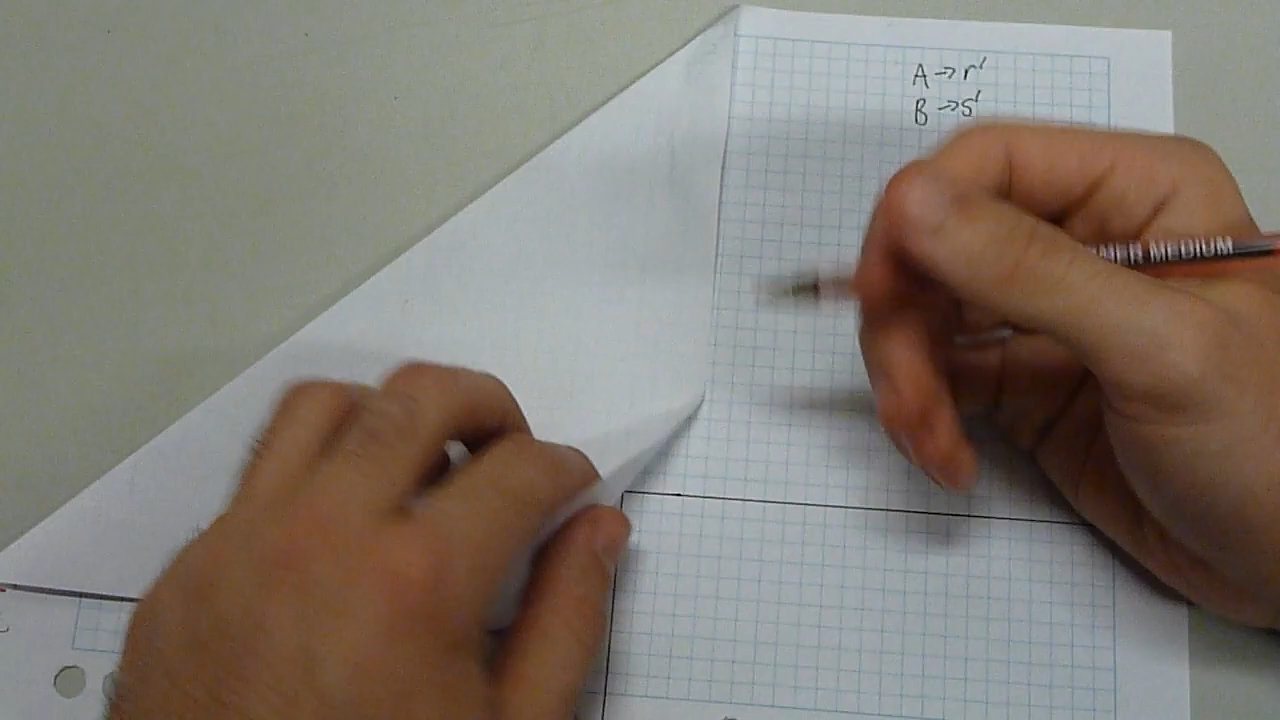 A → r'
B → s'
MEDIUM